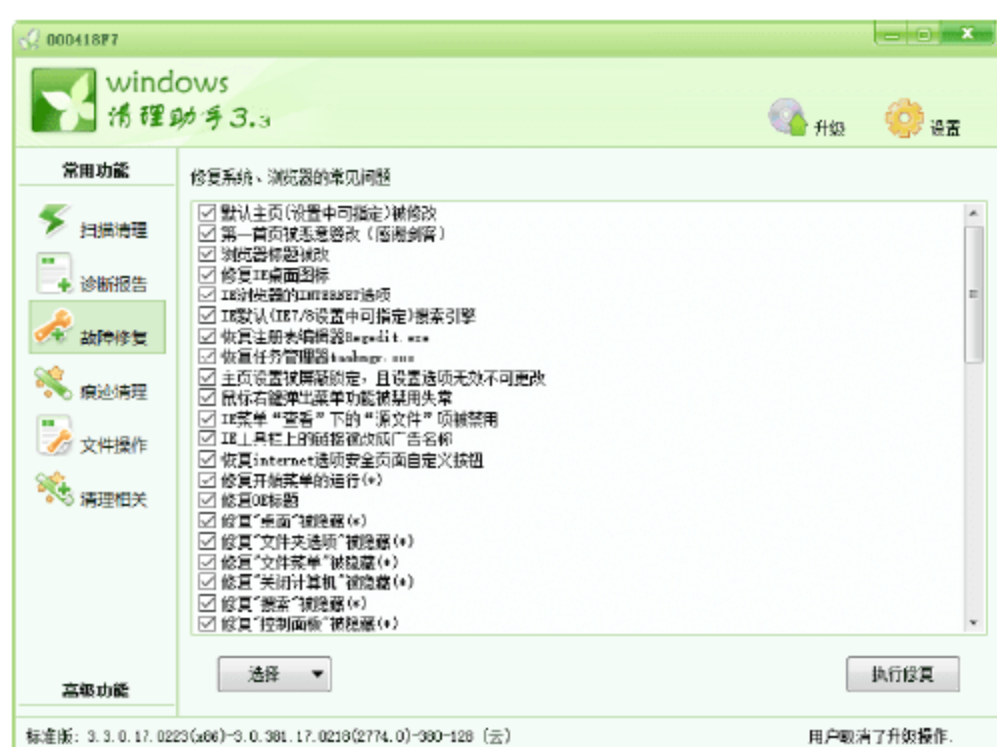 000418F7
windows
清理助手3.3
升级
设置
常用功能
修复系统、浏览器的常见问题
扫描清理
诊断报告
故障修复
痕迹清理
文件操作
清理相关
默认主页(设置中可指定)被修改
第一首页被恶意篡改（感谢剑客）
浏览器标题被改
修复IE桌面图标
IE浏览器的INTERNET选项
IE默认(IE7/8设置中可指定)搜索引擎
恢复注册表编辑器Regedit.exe
恢复任务管理器taskmgr.exe
主页设置被屏蔽锁定，且设置选项无效不可更改
鼠标右键弹出菜单功能被禁用失常
IE菜单“查看”下的“源文件”项被禁用
IE工具栏上的链接被改成广告名称
恢复internet选项安全页面自定义按钮
修复开始菜单的运行(*)
修复OE标题
修复"桌面"被隐藏(*)
修复"文件夹选项"被隐藏(*)
修复"文件菜单"被隐藏(*)
修复"关闭计算机"被隐藏(*)
修复"搜索"被隐藏(*)
修复"控制面板"被隐藏(*)
选择
执行修复
高级功能
标准版: 3.3.0.17.0223(x86)-3.0.381.17.0218(2774.0)-380-128 (云)
用户取消了升级操作.